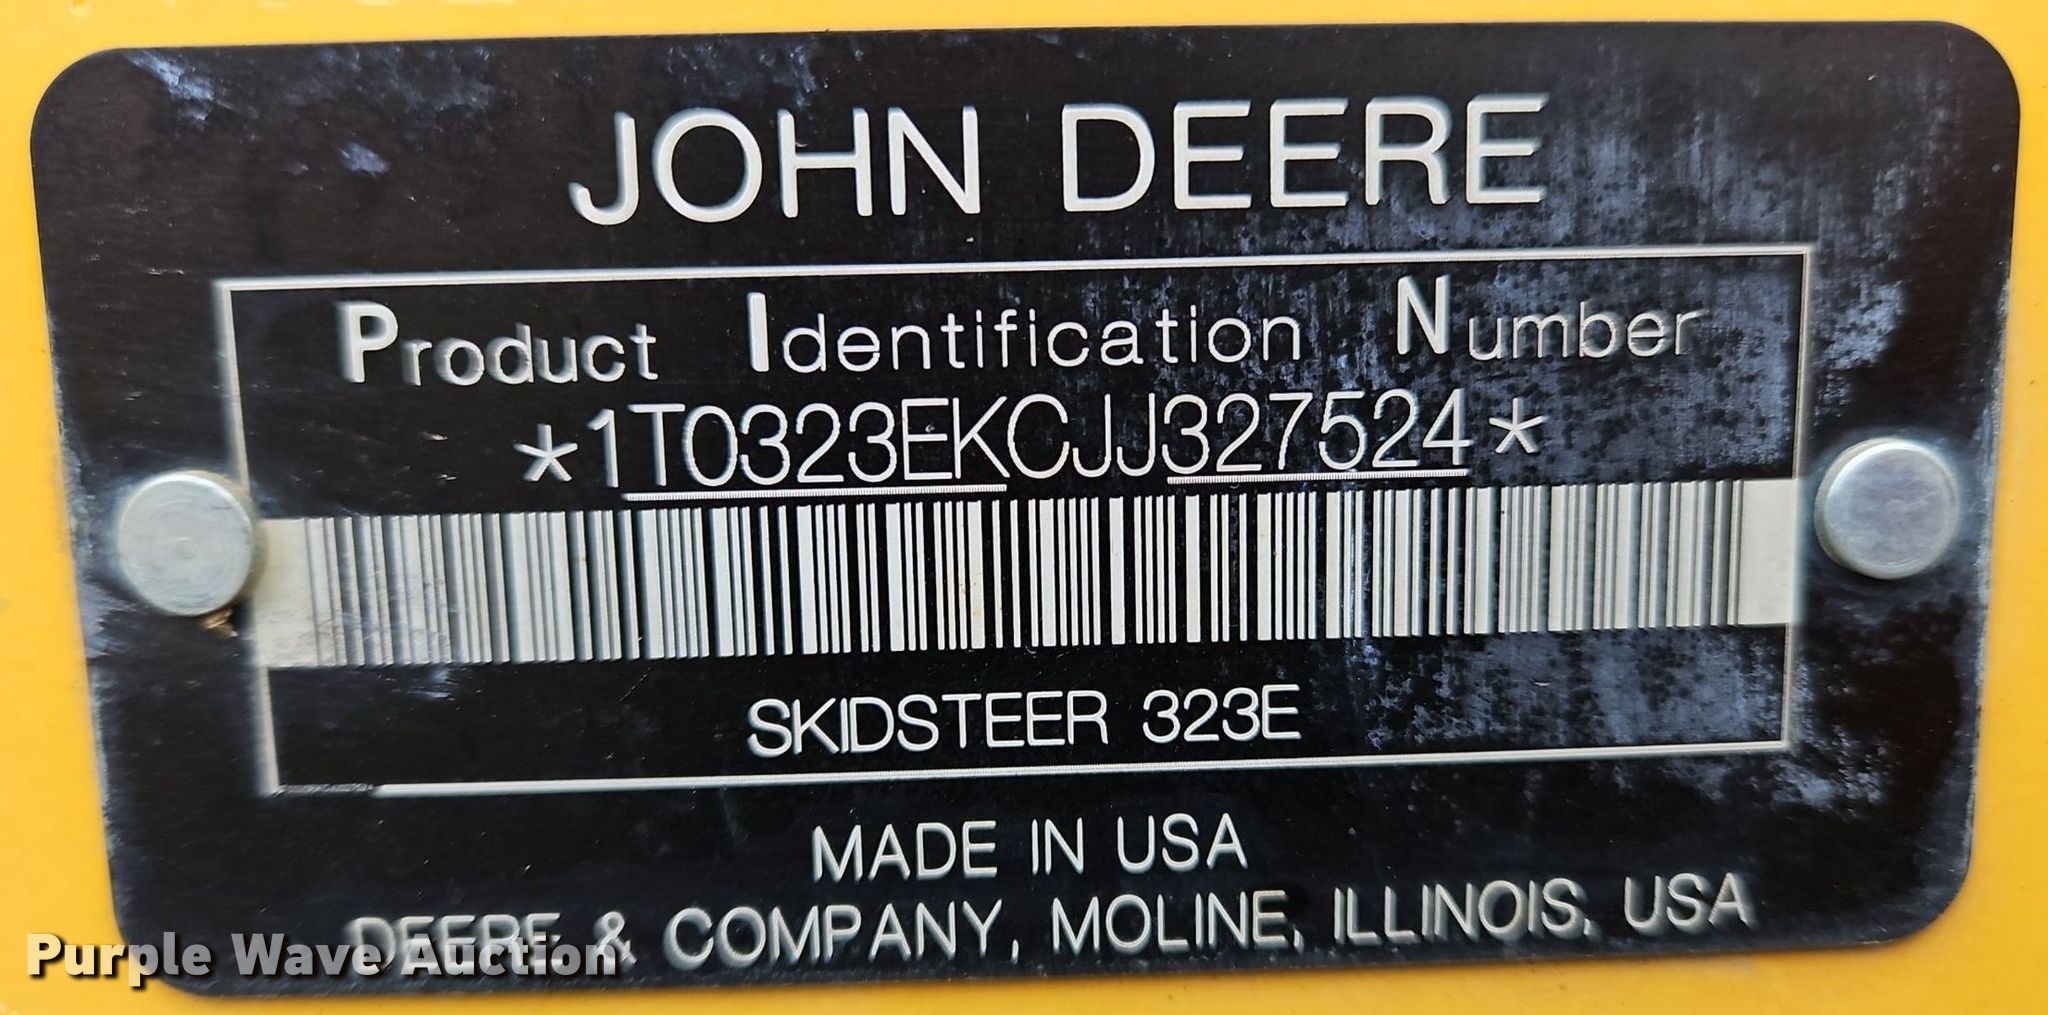 JOHN DEERE
Product Identification Number
*1T0323EKCJJ327524*
SKIDSTEER 323E
MADE IN USA
DEERE & COMPANY, MOLINE, ILLINOIS, USA
Purple Wave Auction